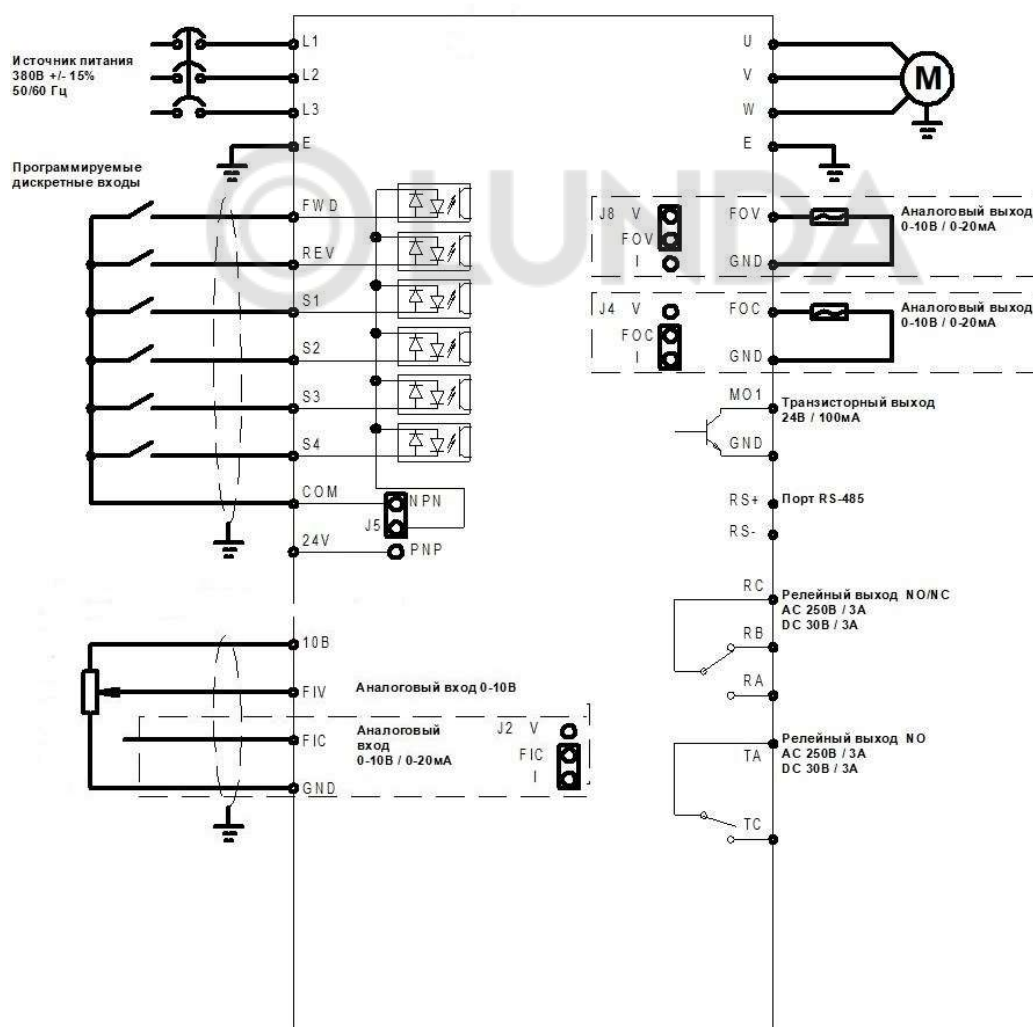 Источник питания
380В +/- 15%
50/60 Гц
L1
L2
L3
E
U
V
W
E
M
LUNDA
Программируемые
дискретные входы
FWD
REV
S1
S2
S3
S4
COM
24V
J5
NPN
PNP
J8 V
FOV
I
FOV
GND
Аналоговый выход
0-10В / 0-20мА
J4 V
FOC
I
FOC
GND
Аналоговый выход
0-10В / 0-20мА
MO1
GND
Транзисторный выход
24В / 100мА
RS+
RS-
Порт RS-485
RC
RB
RA
Релейный выход NO/NC
AC 250В / 3А
DC 30В / 3А
TA
TC
Релейный выход NO
AC 250В / 3А
DC 30В / 3А
10В
FIV
FIC
GND
Аналоговый вход 0-10В
Аналоговый
вход
0-10В / 0-20мА
J2 V
FIC
I